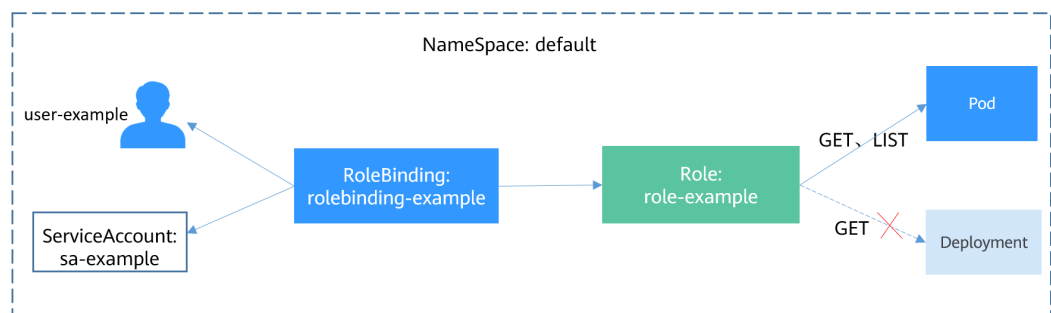 NameSpace: default
user-example
Pod
GET、LIST
RoleBinding:
rolebinding-example
Role:
role-example
ServiceAccount:
sa-example
GET
Deployment